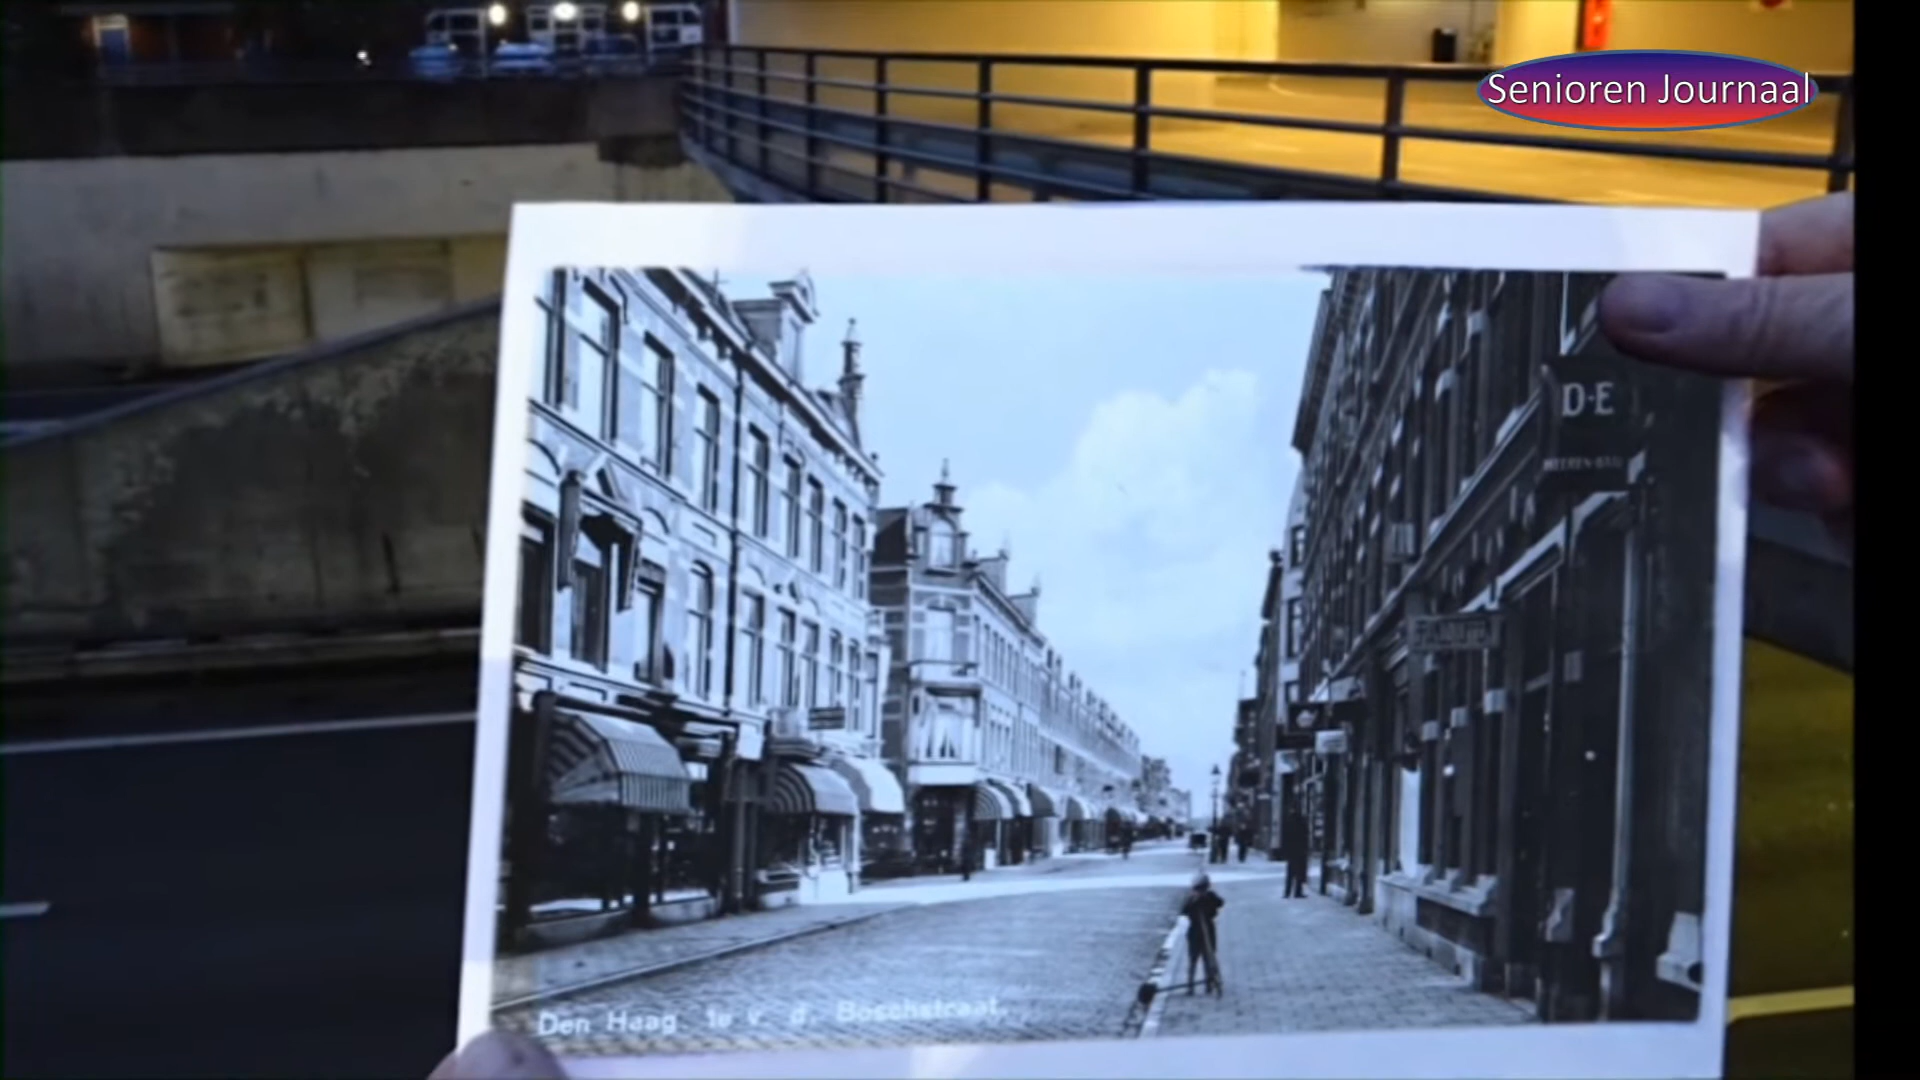 Senioren Journaal
D·E
Den Haag 1e v. d. Boschstraat.